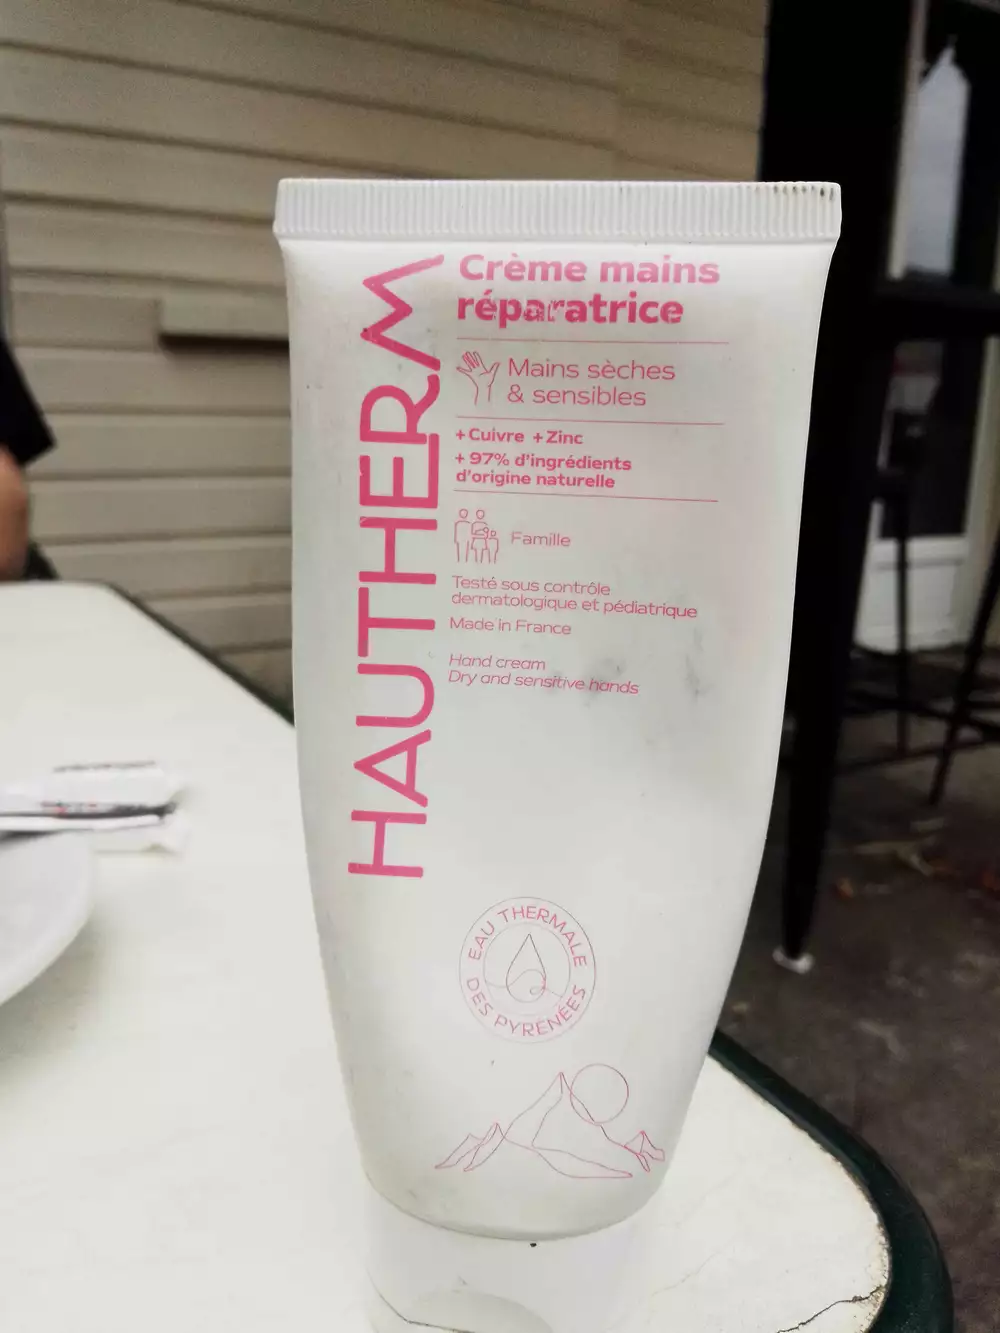 HAUTHERM
Crème mains
réparatrice
Mains sèches
& sensibles
+ Cuivre + Zinc
+ 97% d'ingrédients
d'origine naturelle
Famille
Testé sous contrôle
dermatologique et pédiatrique
Made in France
Hand cream
Dry and sensitive hands
EAU THERMALE
DES PYRÉNÉES